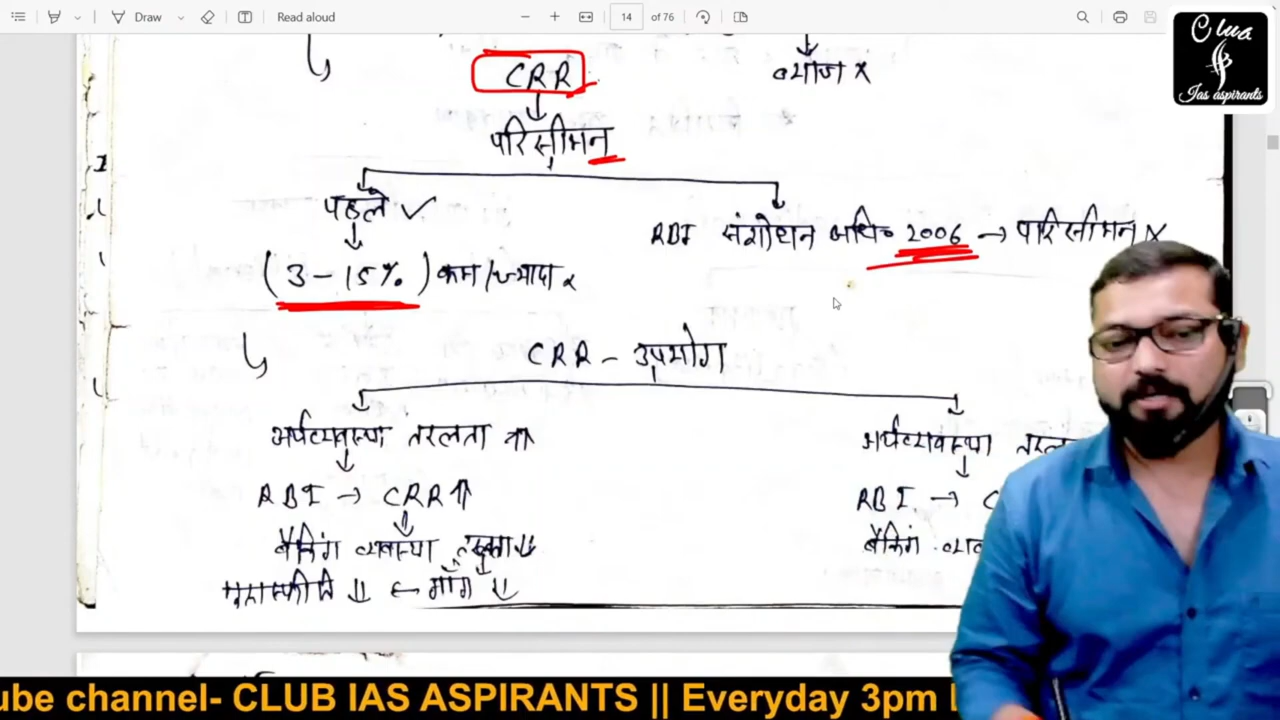 Draw
Read aloud
14 of 76
Club
Ias aspirants
CRR
ब्याज x
परिसीमन
पहले ✓
RBI संशोधन अधि० 2006 → परिसीमन x
(3 - 15%) कम/ज्यादा x
CRR - उपयोग
अर्थव्यवस्था तरलता
अर्थव्यवस्था
RBI → CRR ⇑
RBI →
बैंकिंग व्यवस्था तरलता ⇓
बैंकिंग
मुद्रास्फीति ⇓ ← माँग ⇓
ube channel- CLUB IAS ASPIRANTS || Everyday 3pm